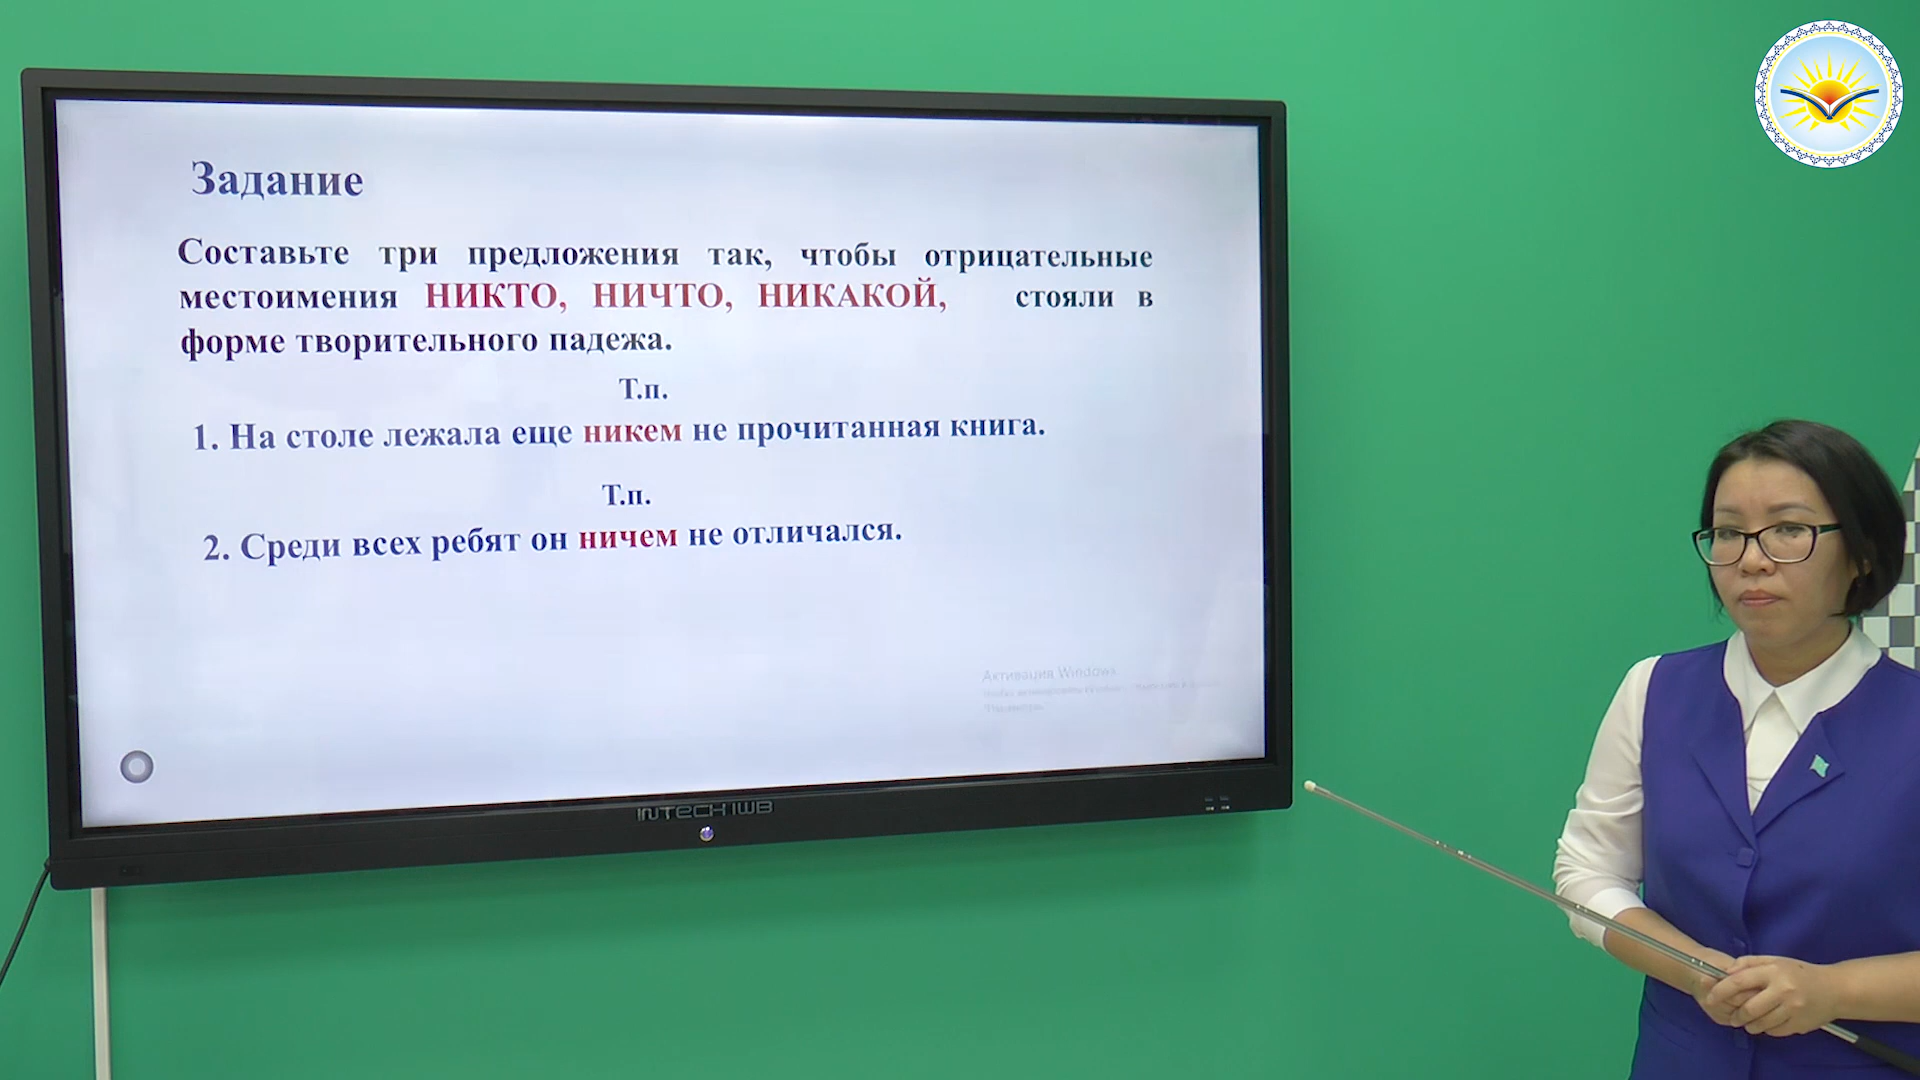 Задание
Составьте три предложения так, чтобы отрицательные
местоимения НИКТО, НИЧТО, НИКАКОЙ, стояли в
форме творительного падежа.
Т.п.
1. На столе лежала еще никем не прочитанная книга.
Т.п.
2. Среди всех ребят он ничем не отличался.
Активация Windows
INTECH IWB